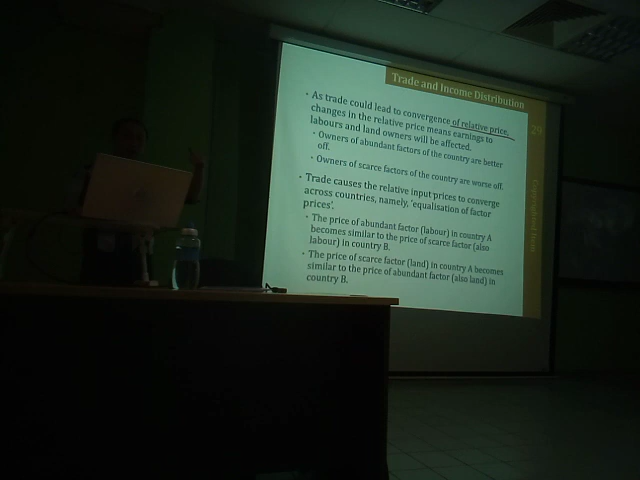 Trade and Income Distribution
29
• As trade could lead to convergence of relative price,
changes in the relative price means earnings to
labours and land owners will be affected.
• Owners of abundant factors of the country are better
off.
• Owners of scarce factors of the country are worse off.
• Trade causes the relative input prices to converge
across countries, namely, 'equalisation of factor
prices'.
• The price of abundant factor (labour) in country A
becomes similar to the price of scarce factor (also
labour) in country B.
• The price of scarce factor (land) in country A becomes
similar to the price of abundant factor (also land) in
country B.